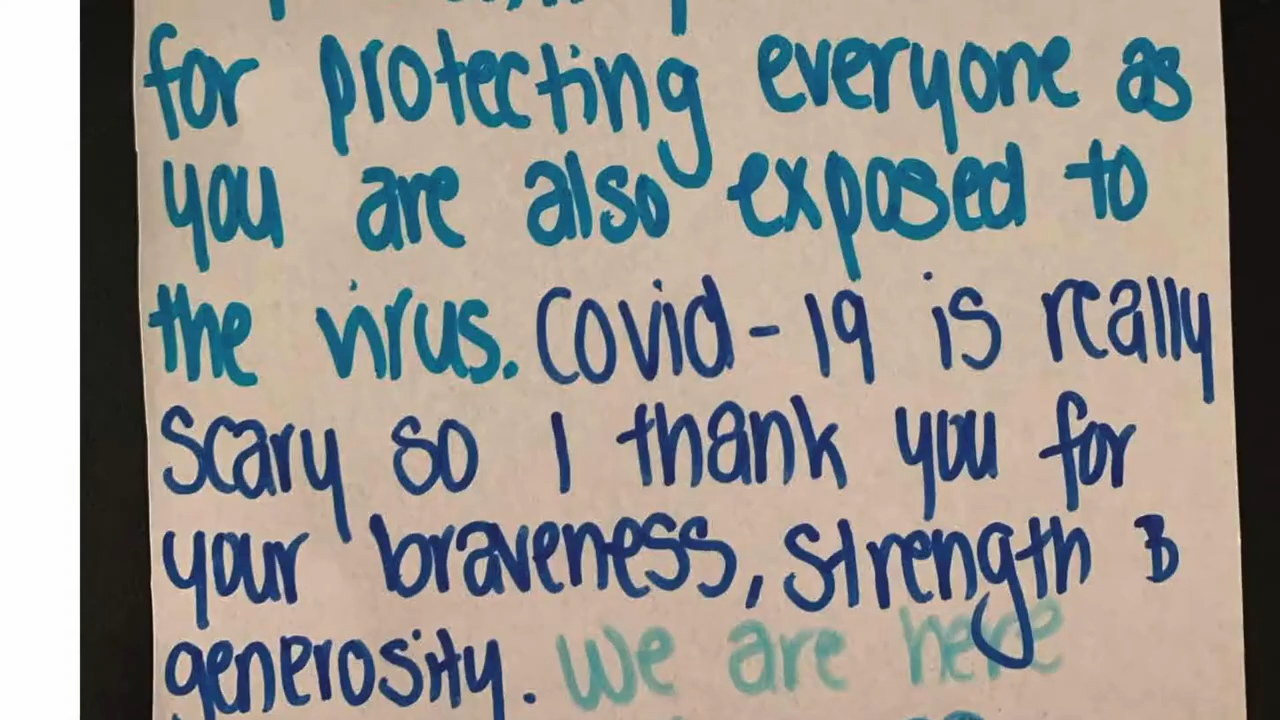 for protecting everyone as
you are also exposed to
the virus. Covid-19 is really
scary so I thank you for
your braveness, strength &
generosity. We are here